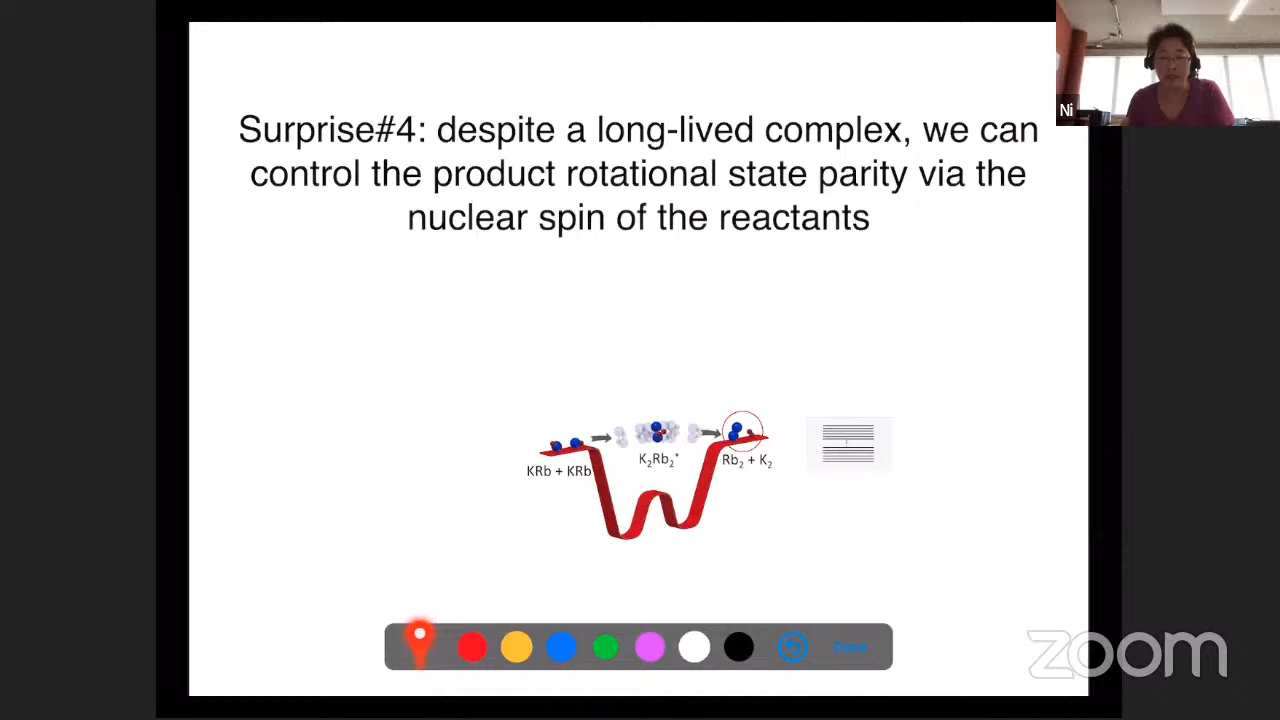 Surprise#4: despite a long-lived complex, we can
control the product rotational state parity via the
nuclear spin of the reactants
Ni
KRb + KRb
K₂Rb₂*
Rb₂ + K₂
Done
zoom